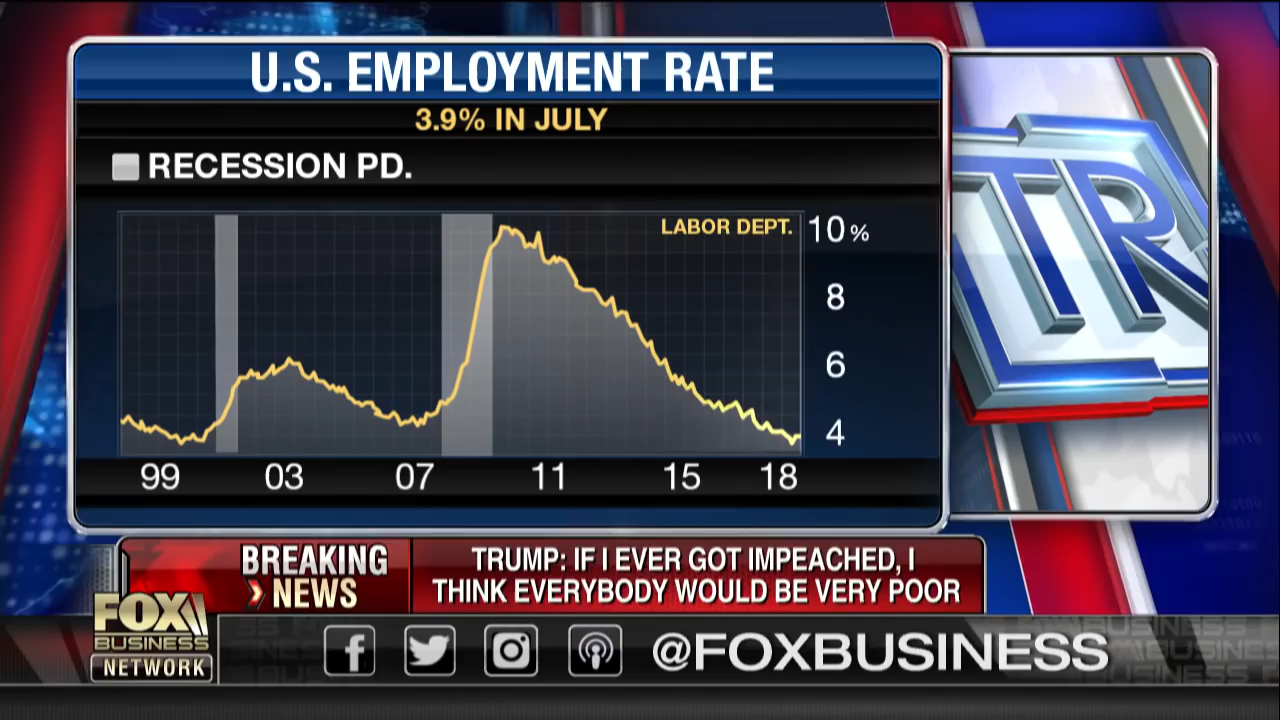 U.S. EMPLOYMENT RATE
3.9% IN JULY
RECESSION PD.
LABOR DEPT.
10%
8
6
4
99 03 07 11 15 18
TR
BREAKING
NEWS
TRUMP: IF I EVER GOT IMPEACHED, I
THINK EVERYBODY WOULD BE VERY POOR
FOX
BUSINESS
NETWORK
@FOXBUSINESS